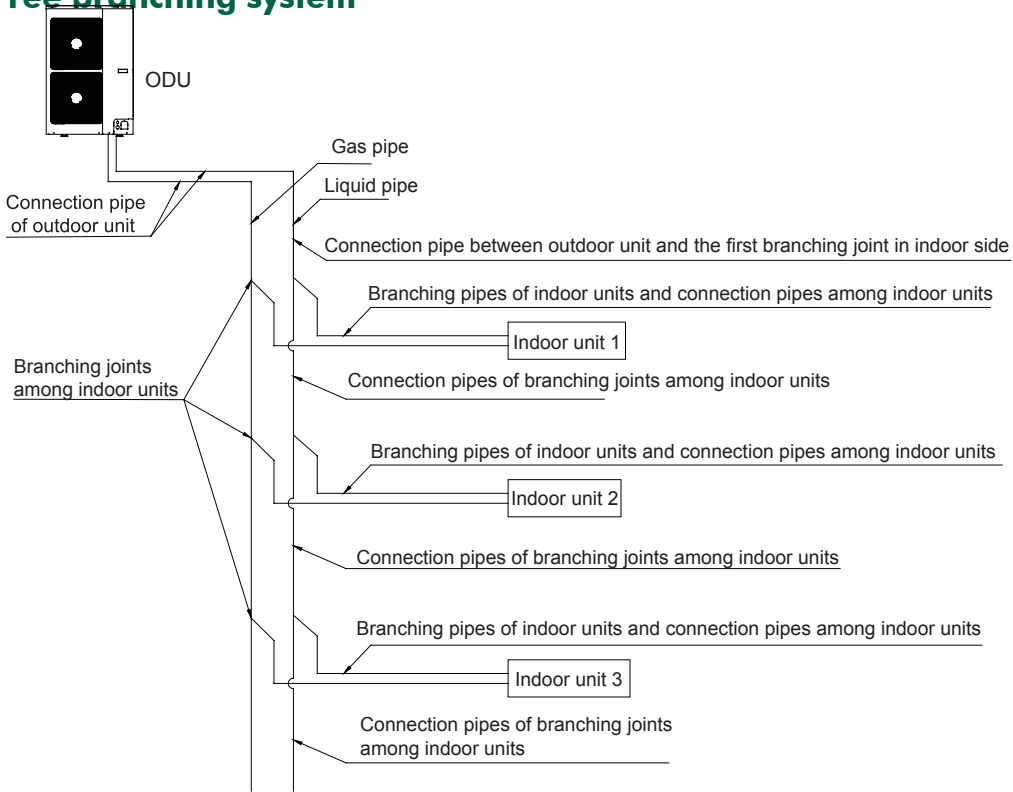 branching system
ODU
Gas pipe
Liquid pipe
Connection pipe
of outdoor unit
Connection pipe between outdoor unit and the first branching joint in indoor side
Branching pipes of indoor units and connection pipes among indoor units
Indoor unit 1
Branching joints
among indoor units
Connection pipes of branching joints among indoor units
Branching pipes of indoor units and connection pipes among indoor units
Indoor unit 2
Connection pipes of branching joints among indoor units
Branching pipes of indoor units and connection pipes among indoor units
Indoor unit 3
Connection pipes of branching joints
among indoor units